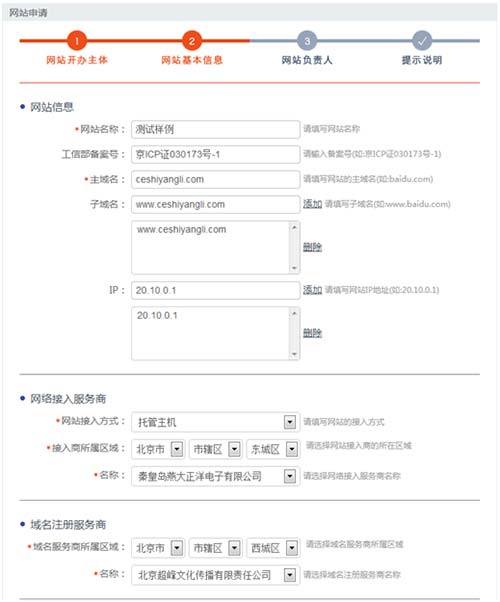 网站申请
1 2 3
网站开办主体 网站基本信息 网站负责人 提示说明
网站信息
*网站名称： 测试样例 请填写网站名称
工信部备案号： 京ICP证030173号-1 请输入备案号(如:京ICP证030173号-1)
*主域名： ceshiyangli.com 请填写网站的主域名(如:baidu.com)
子域名： www.ceshiyangli.com 添加 请填写子域名(如:www.baidu.com)
www.ceshiyangli.com 删除
IP： 20.10.0.1 添加 请填写网站IP地址(如:20.10.0.1)
20.10.0.1 删除
网络接入服务商
*网站接入方式： 托管主机 请填写网站的接入方式
*接入商所属区域： 北京市 市辖区 东城区 请选择网站接入商的所在区域
*名称： 秦皇岛燕大正洋电子有限公司 请选择网络接入服务商名称
域名注册服务商
*域名服务商所属区域： 北京市 市辖区 西城区 请选择域名服务商所属区域
*名称： 北京超峰文化传播有限责任公司 请选择域名注册服务商名称